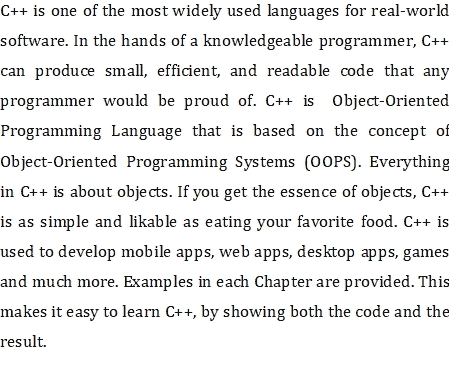 C++ is one of the most widely used languages for real-world
software. In the hands of a knowledgeable programmer, C++
can produce small, efficient, and readable code that any
programmer would be proud of. C++ is Object-Oriented
Programming Language that is based on the concept of
Object-Oriented Programming Systems (OOPS). Everything
in C++ is about objects. If you get the essence of objects, C++
is as simple and likable as eating your favorite food. C++ is
used to develop mobile apps, web apps, desktop apps, games
and much more. Examples in each Chapter are provided. This
makes it easy to learn C++, by showing both the code and the
result.